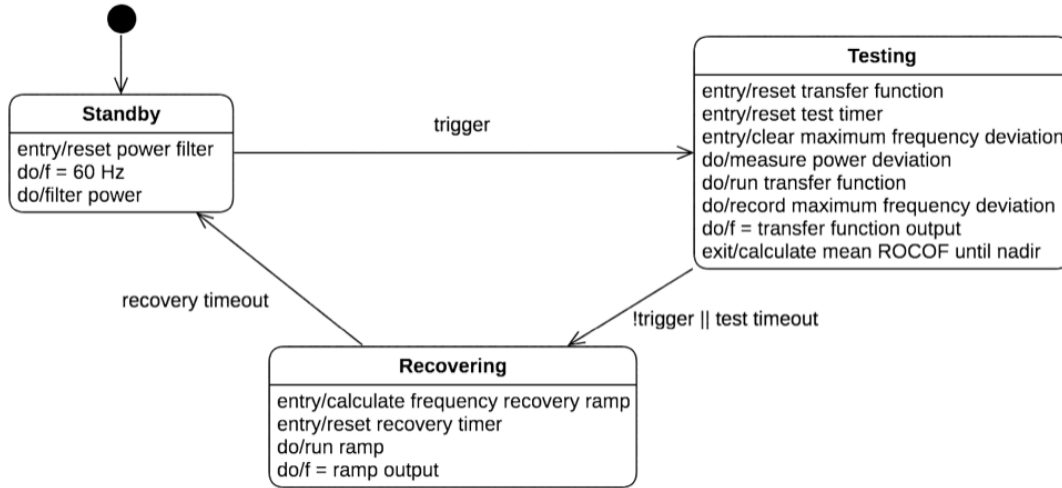 Standby
entry/reset power filter
do/f = 60 Hz
do/filter power
trigger
Testing
entry/reset transfer function
entry/reset test timer
entry/clear maximum frequency deviation
do/measure power deviation
do/run transfer function
do/record maximum frequency deviation
do/f = transfer function output
exit/calculate mean ROCOF until nadir
recovery timeout
!trigger || test timeout
Recovering
entry/calculate frequency recovery ramp
entry/reset recovery timer
do/run ramp
do/f = ramp output